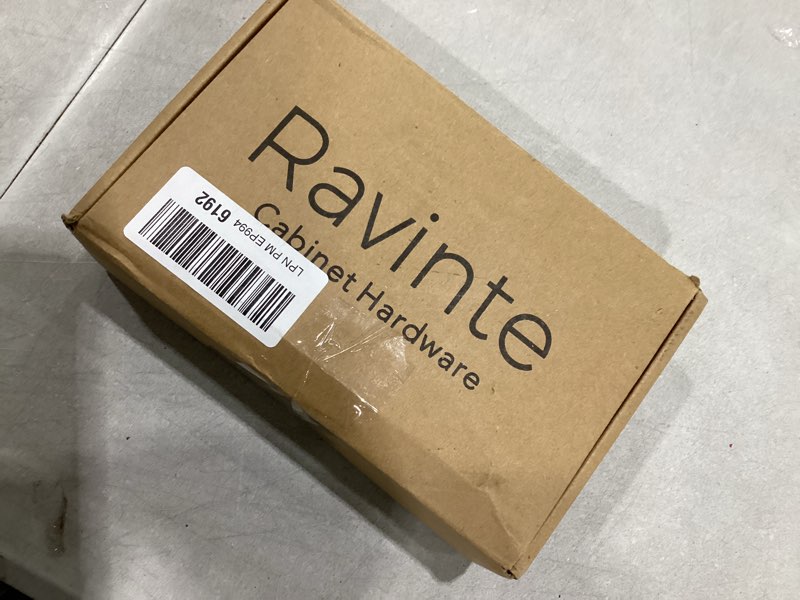 Ravinte
Cabinet Hardware
LPN PM EP994 6192